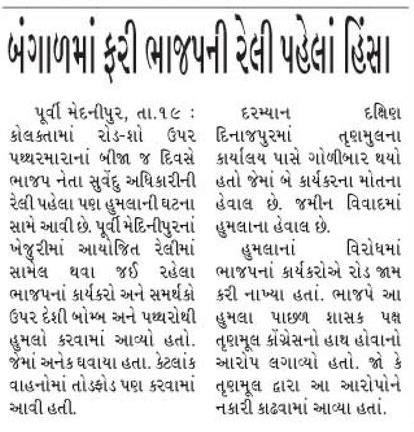 બંગાળમાં ફરી ભાજપની રેલી પહેલાં હિંસા
પૂર્વી મેદનીપુર, તા.૧૯ :
કોલક્તામાં રોડ-શો ઉપર
પથ્થરમારાનાં બીજા જ દિવસે
ભાજપ નેતા સુવેંદુ અધિકારીની
રેલી પહેલા પણ હુમલાની ઘટના
સામે આવી છે. પૂર્વી મેદિનીપુરનાં
ખેજુરીમાં આયોજિત રેલીમાં
સામેલ થવા જઈ રહેલા
ભાજપનાં કાર્યકરો અને સમર્થકો
ઉપર દેશી બોમ્બ અને પથ્થરોથી
હુમલો કરવામાં આવ્યો હતો.
જેમાં અનેક ઘવાયા હતા. કેટલાંક
વાહનોમાં તોડફોડ પણ કરવામાં
આવી હતી.
દરમ્યાન દક્ષિણ
દિનાજપુરમાં તૃણમુલના
કાર્યાલય પાસે ગોળીબાર થયો
હતો જેમાં બે કાર્યકરના મોતના
હેવાલ છે. જમીન વિવાદમાં
હુમલાના હેવાલ છે.
હુમલાનાં વિરોધમાં
ભાજપનાં કાર્યકરોએ રોડ જામ
કરી નાખ્યા હતાં. ભાજપે આ
હુમલા પાછળ શાસક પક્ષ
તૃણમૂલ કોંગ્રેસનો હાથ હોવાનો
આરોપ લગાવ્યો હતો. જો કે
તૃણમૂલ દ્વારા આ આરોપોને
નકારી કાઢવામાં આવ્યા હતાં.